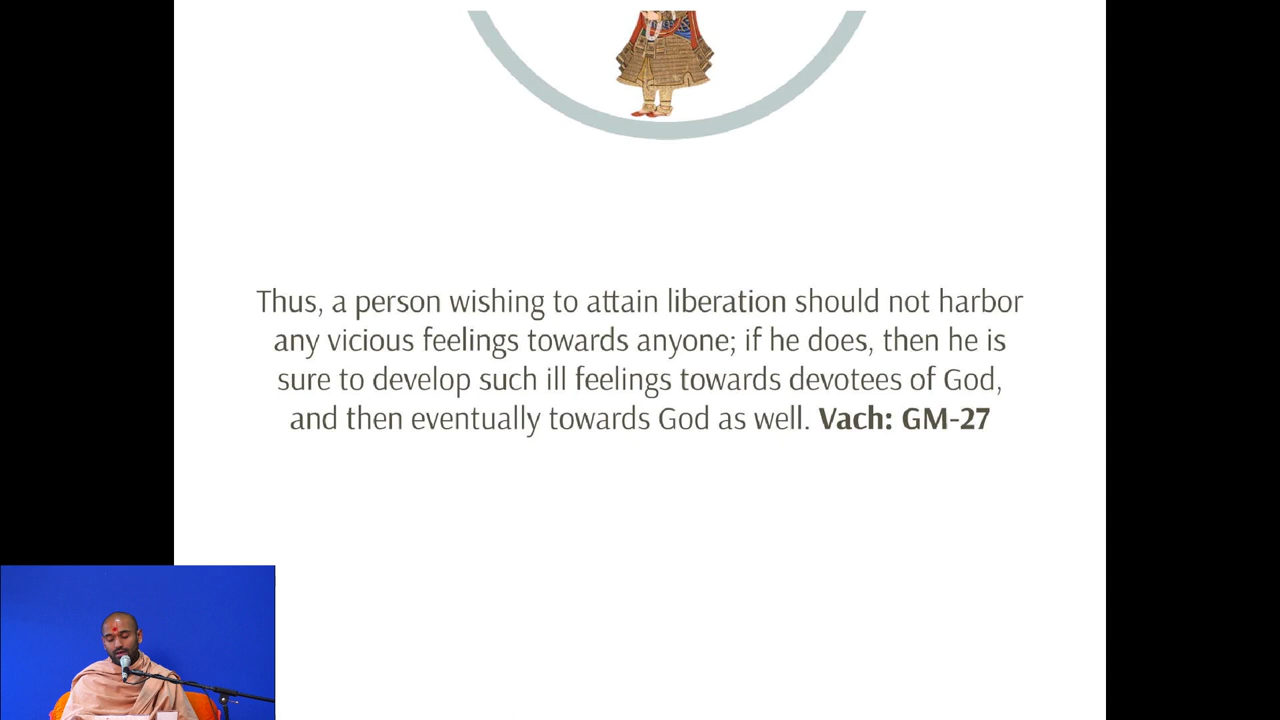 Thus, a person wishing to attain liberation should not harbor
any vicious feelings towards anyone; if he does, then he is
sure to develop such ill feelings towards devotees of God,
and then eventually towards God as well. Vach: GM-27